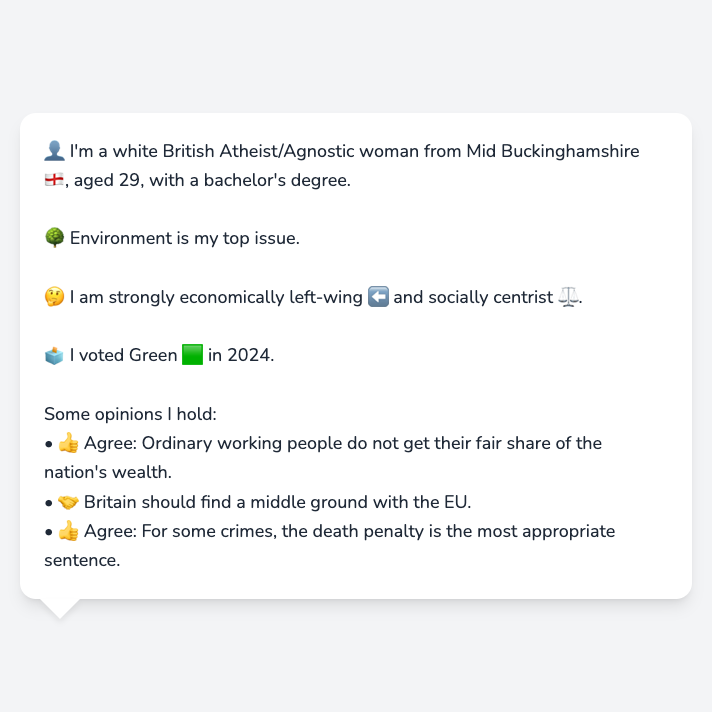 👤 I'm a white British Atheist/Agnostic woman from Mid Buckinghamshire
🏴󠁧󠁢󠁥󠁮󠁧󠁿, aged 29, with a bachelor's degree.
🌳 Environment is my top issue.
🤔 I am strongly economically left-wing ⬅️ and socially centrist ⚖️.
🗳️ I voted Green 🟩 in 2024.
Some opinions I hold:
• 👍 Agree: Ordinary working people do not get their fair share of the
nation's wealth.
• 🤝 Britain should find a middle ground with the EU.
• 👍 Agree: For some crimes, the death penalty is the most appropriate
sentence.